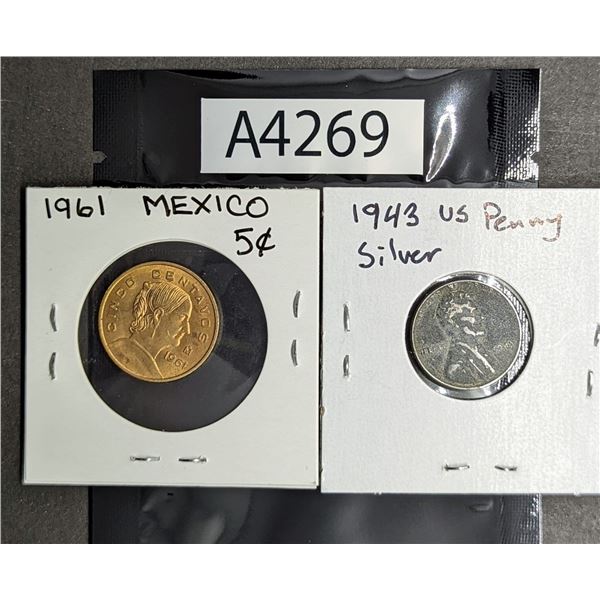 A4269
1961 MEXICO
5¢
CINCO CENTAVOS
1961
1943 US Penny
Silver